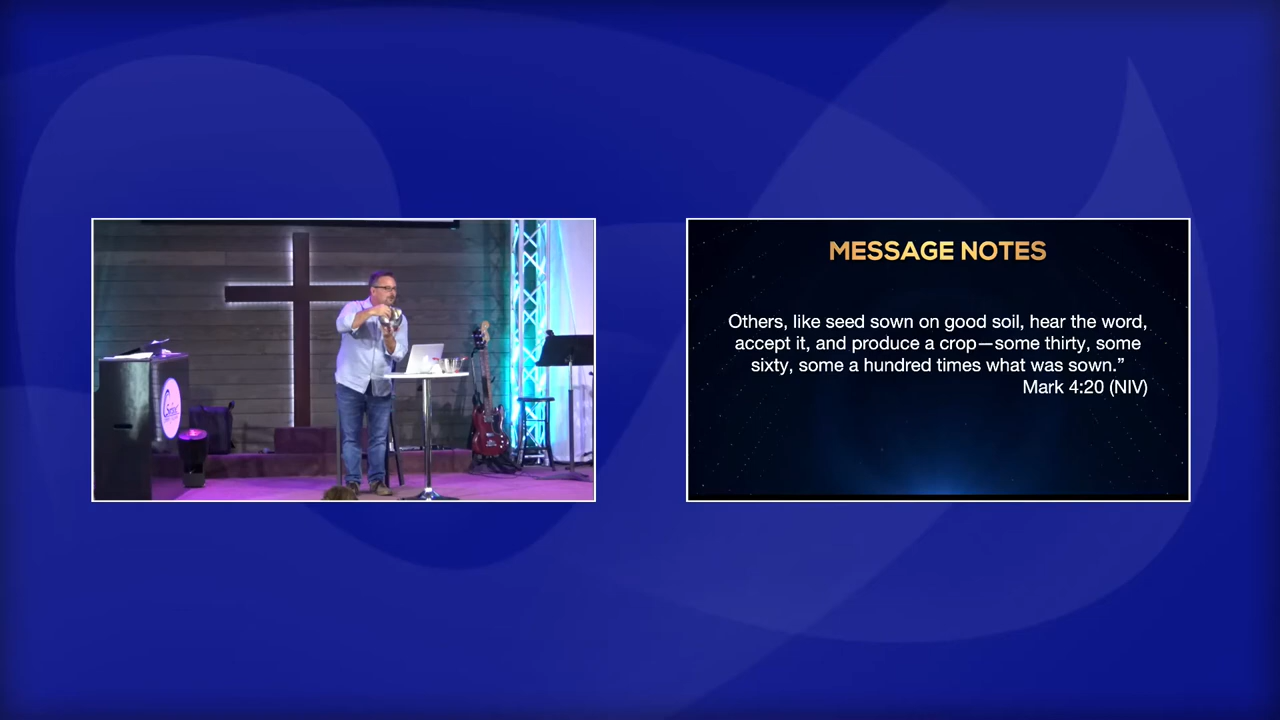 MESSAGE NOTES
Others, like seed sown on good soil, hear the word,
accept it, and produce a crop—some thirty, some
sixty, some a hundred times what was sown.”
Mark 4:20 (NIV)